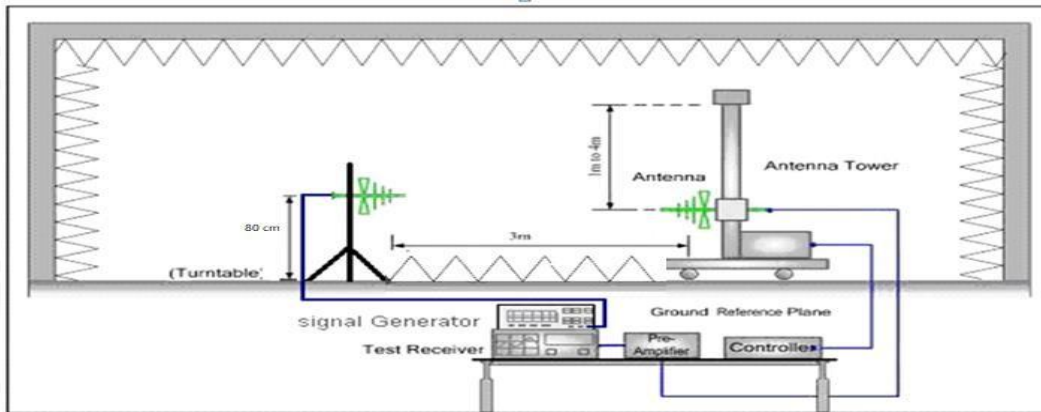 1m to 4m
Antenna
Antenna Tower
80 cm
3m
(Turntable)
signal Generator
Ground Reference Plane
Test Receiver
Pre-
Amplifier
Controller